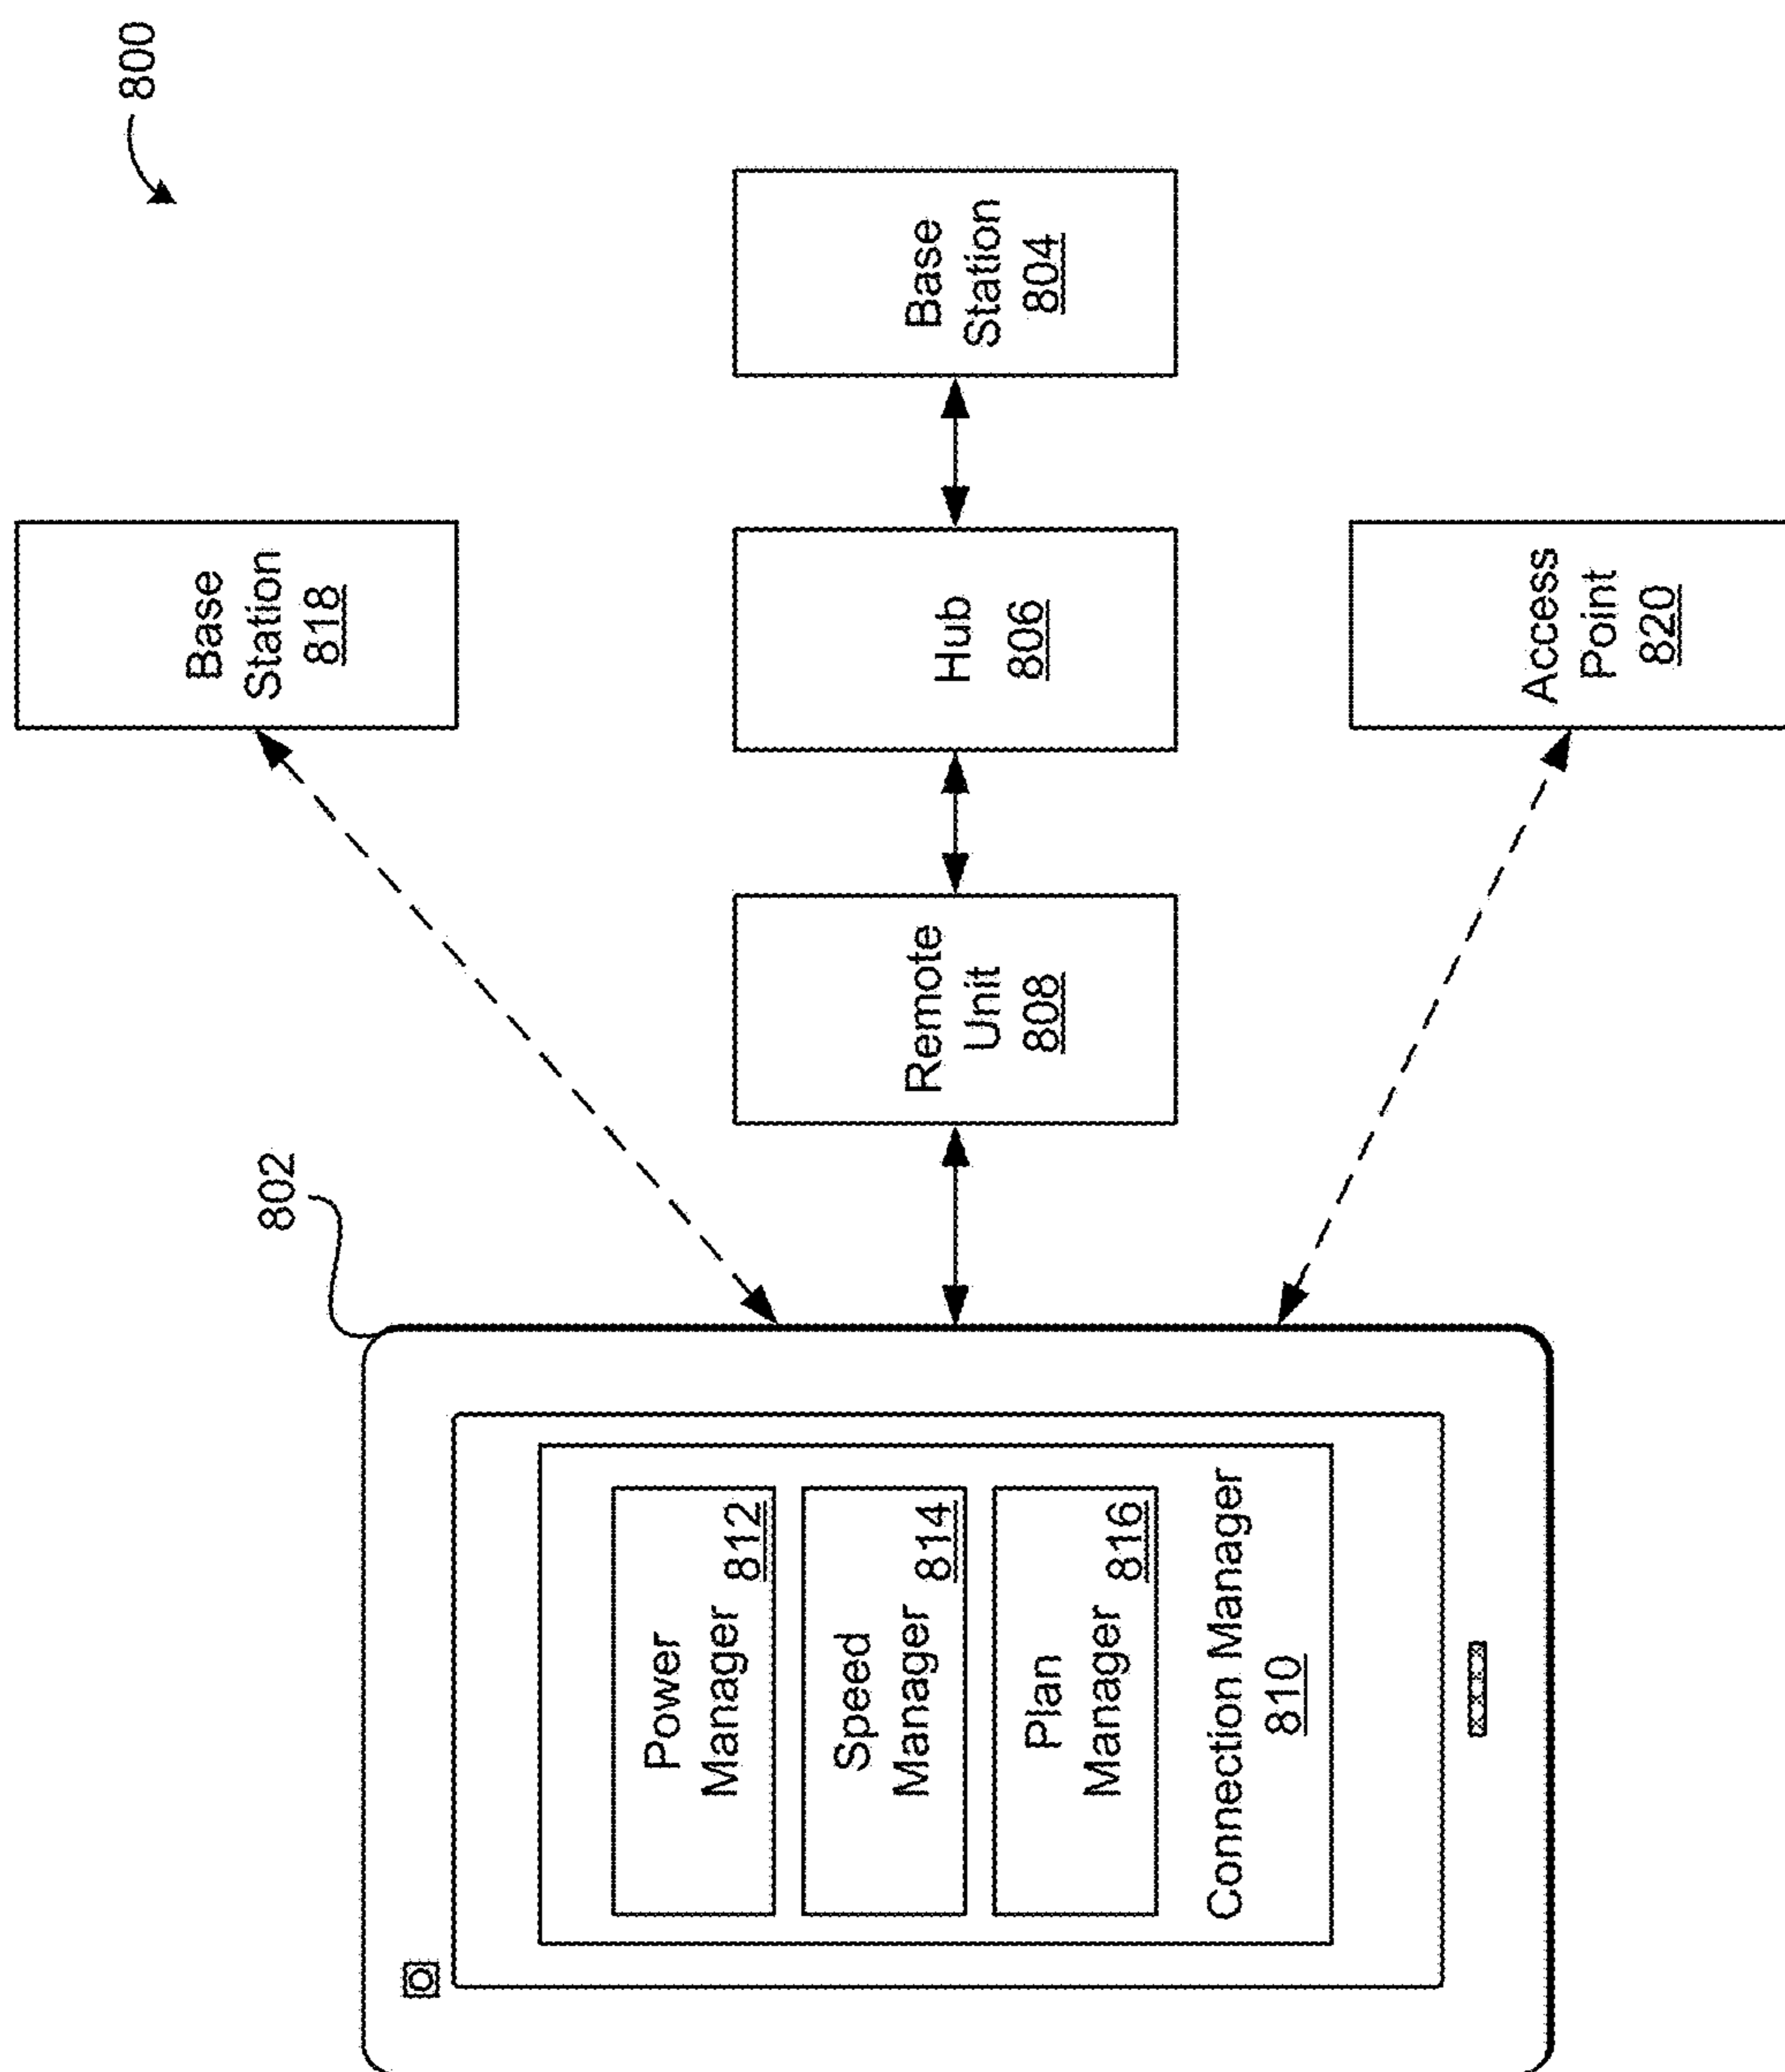 800
802
Power
Manager 812
Speed
Manager 814
Plan
Manager 816
Connection Manager
810
Base
Station
818
Remote
Unit
808
Hub
806
Base
Station
804
Access
Point
820